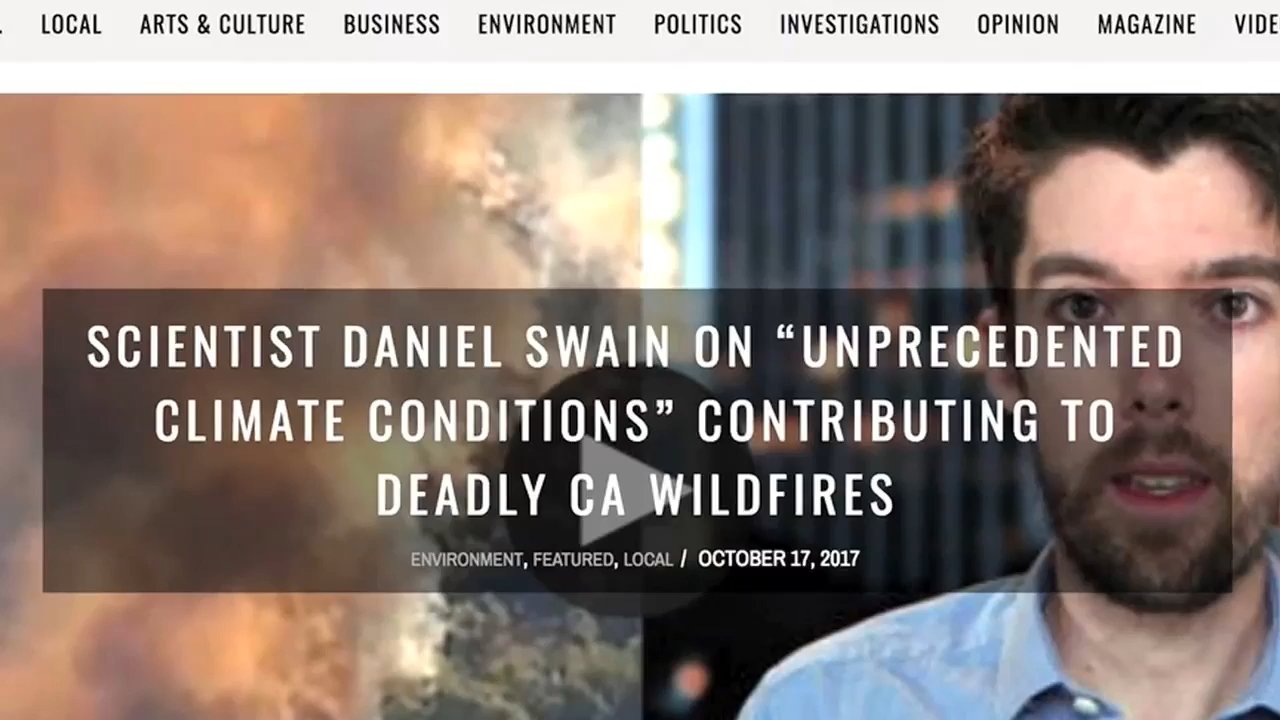 LOCAL ARTS & CULTURE BUSINESS ENVIRONMENT POLITICS INVESTIGATIONS OPINION MAGAZINE
SCIENTIST DANIEL SWAIN ON “UNPRECEDENTED
CLIMATE CONDITIONS” CONTRIBUTING TO
DEADLY CA WILDFIRES
ENVIRONMENT, FEATURED, LOCAL / OCTOBER 17, 2017